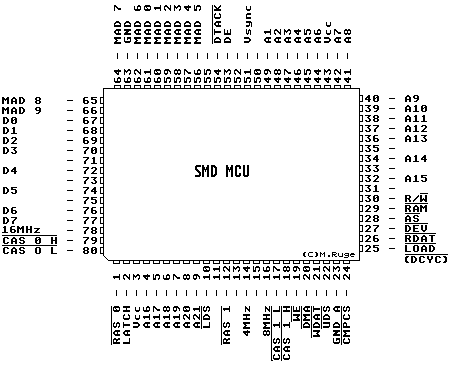 64 - MAD 7
63 - GND
62 - MAD 6
61 - MAD 0
60 - MAD 1
59 - MAD 2
58 - MAD 3
57 - MAD 4
56 - MAD 5
55 -
54 - DTACK
53 - DE
52 -
51 - Vsync
50 -
49 - A1
48 - A2
47 - A3
46 - A4
45 - A5
44 - A6
43 - Vcc
42 - A7
41 - A8
MAD 8 - 65
MAD 9 - 66
D0 - 67
D1 - 68
D2 - 69
D3 - 70
- 71
D4 - 72
- 73
D5 - 74
- 75
D6 - 76
D7 - 77
16MHz - 78
CAS 0 H - 79
CAS O L - 80
SMD MCU
(C)M.Ruge
40 - A9
39 - A10
38 - A11
37 - A12
36 - A13
35
34 - A14
33
32 - A15
31
30 - R/W
29 - RAM
28 - AS
27 - DEV
26 - RDAT
25 - LOAD
(DCYC)
RAS 0 - 1
LATCH - 2
Vcc - 3
A16 - 4
A17 - 5
A18 - 6
A19 - 7
A20 - 8
A21 - 9
LDS - 10
- 11
RAS 1 - 12
- 13
4MHz - 14
- 15
8MHz - 16
CAS 1 L - 17
CAS 1 H - 18
WE - 19
DMA - 20
WDAT - 21
UDS - 22
GND A - 23
CMPCS - 24